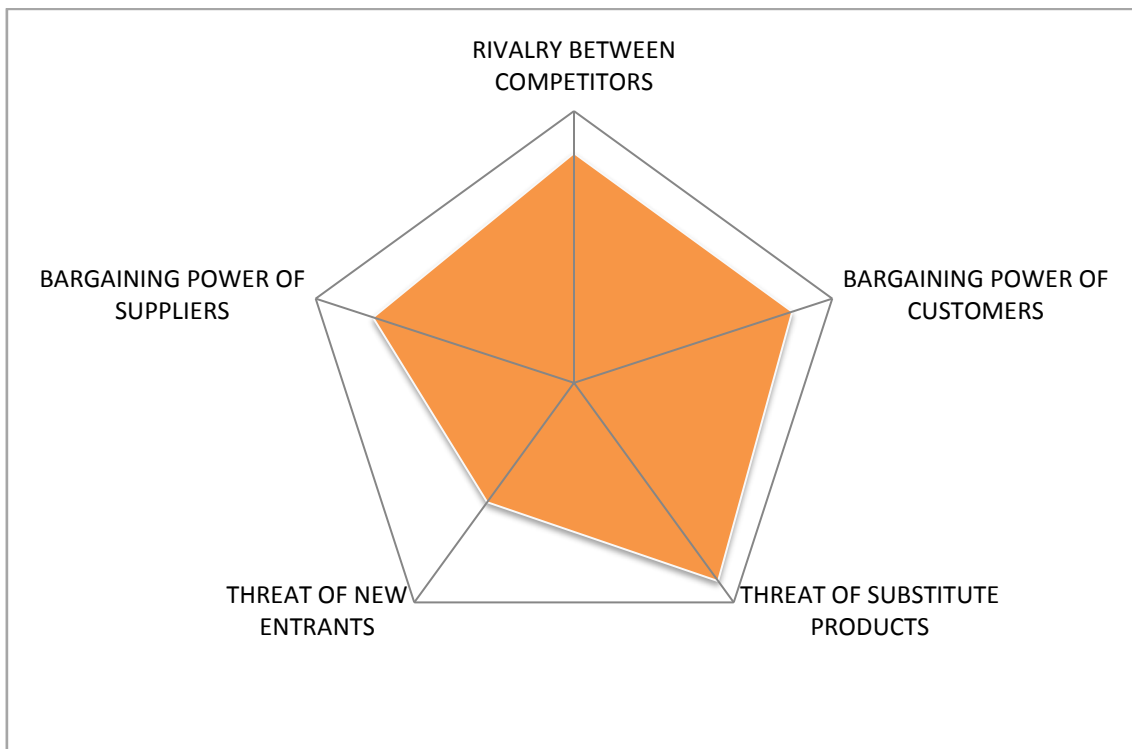 RIVALRY BETWEEN
COMPETITORS
BARGAINING POWER OF
SUPPLIERS
BARGAINING POWER OF
CUSTOMERS
THREAT OF NEW
ENTRANTS
THREAT OF SUBSTITUTE
PRODUCTS